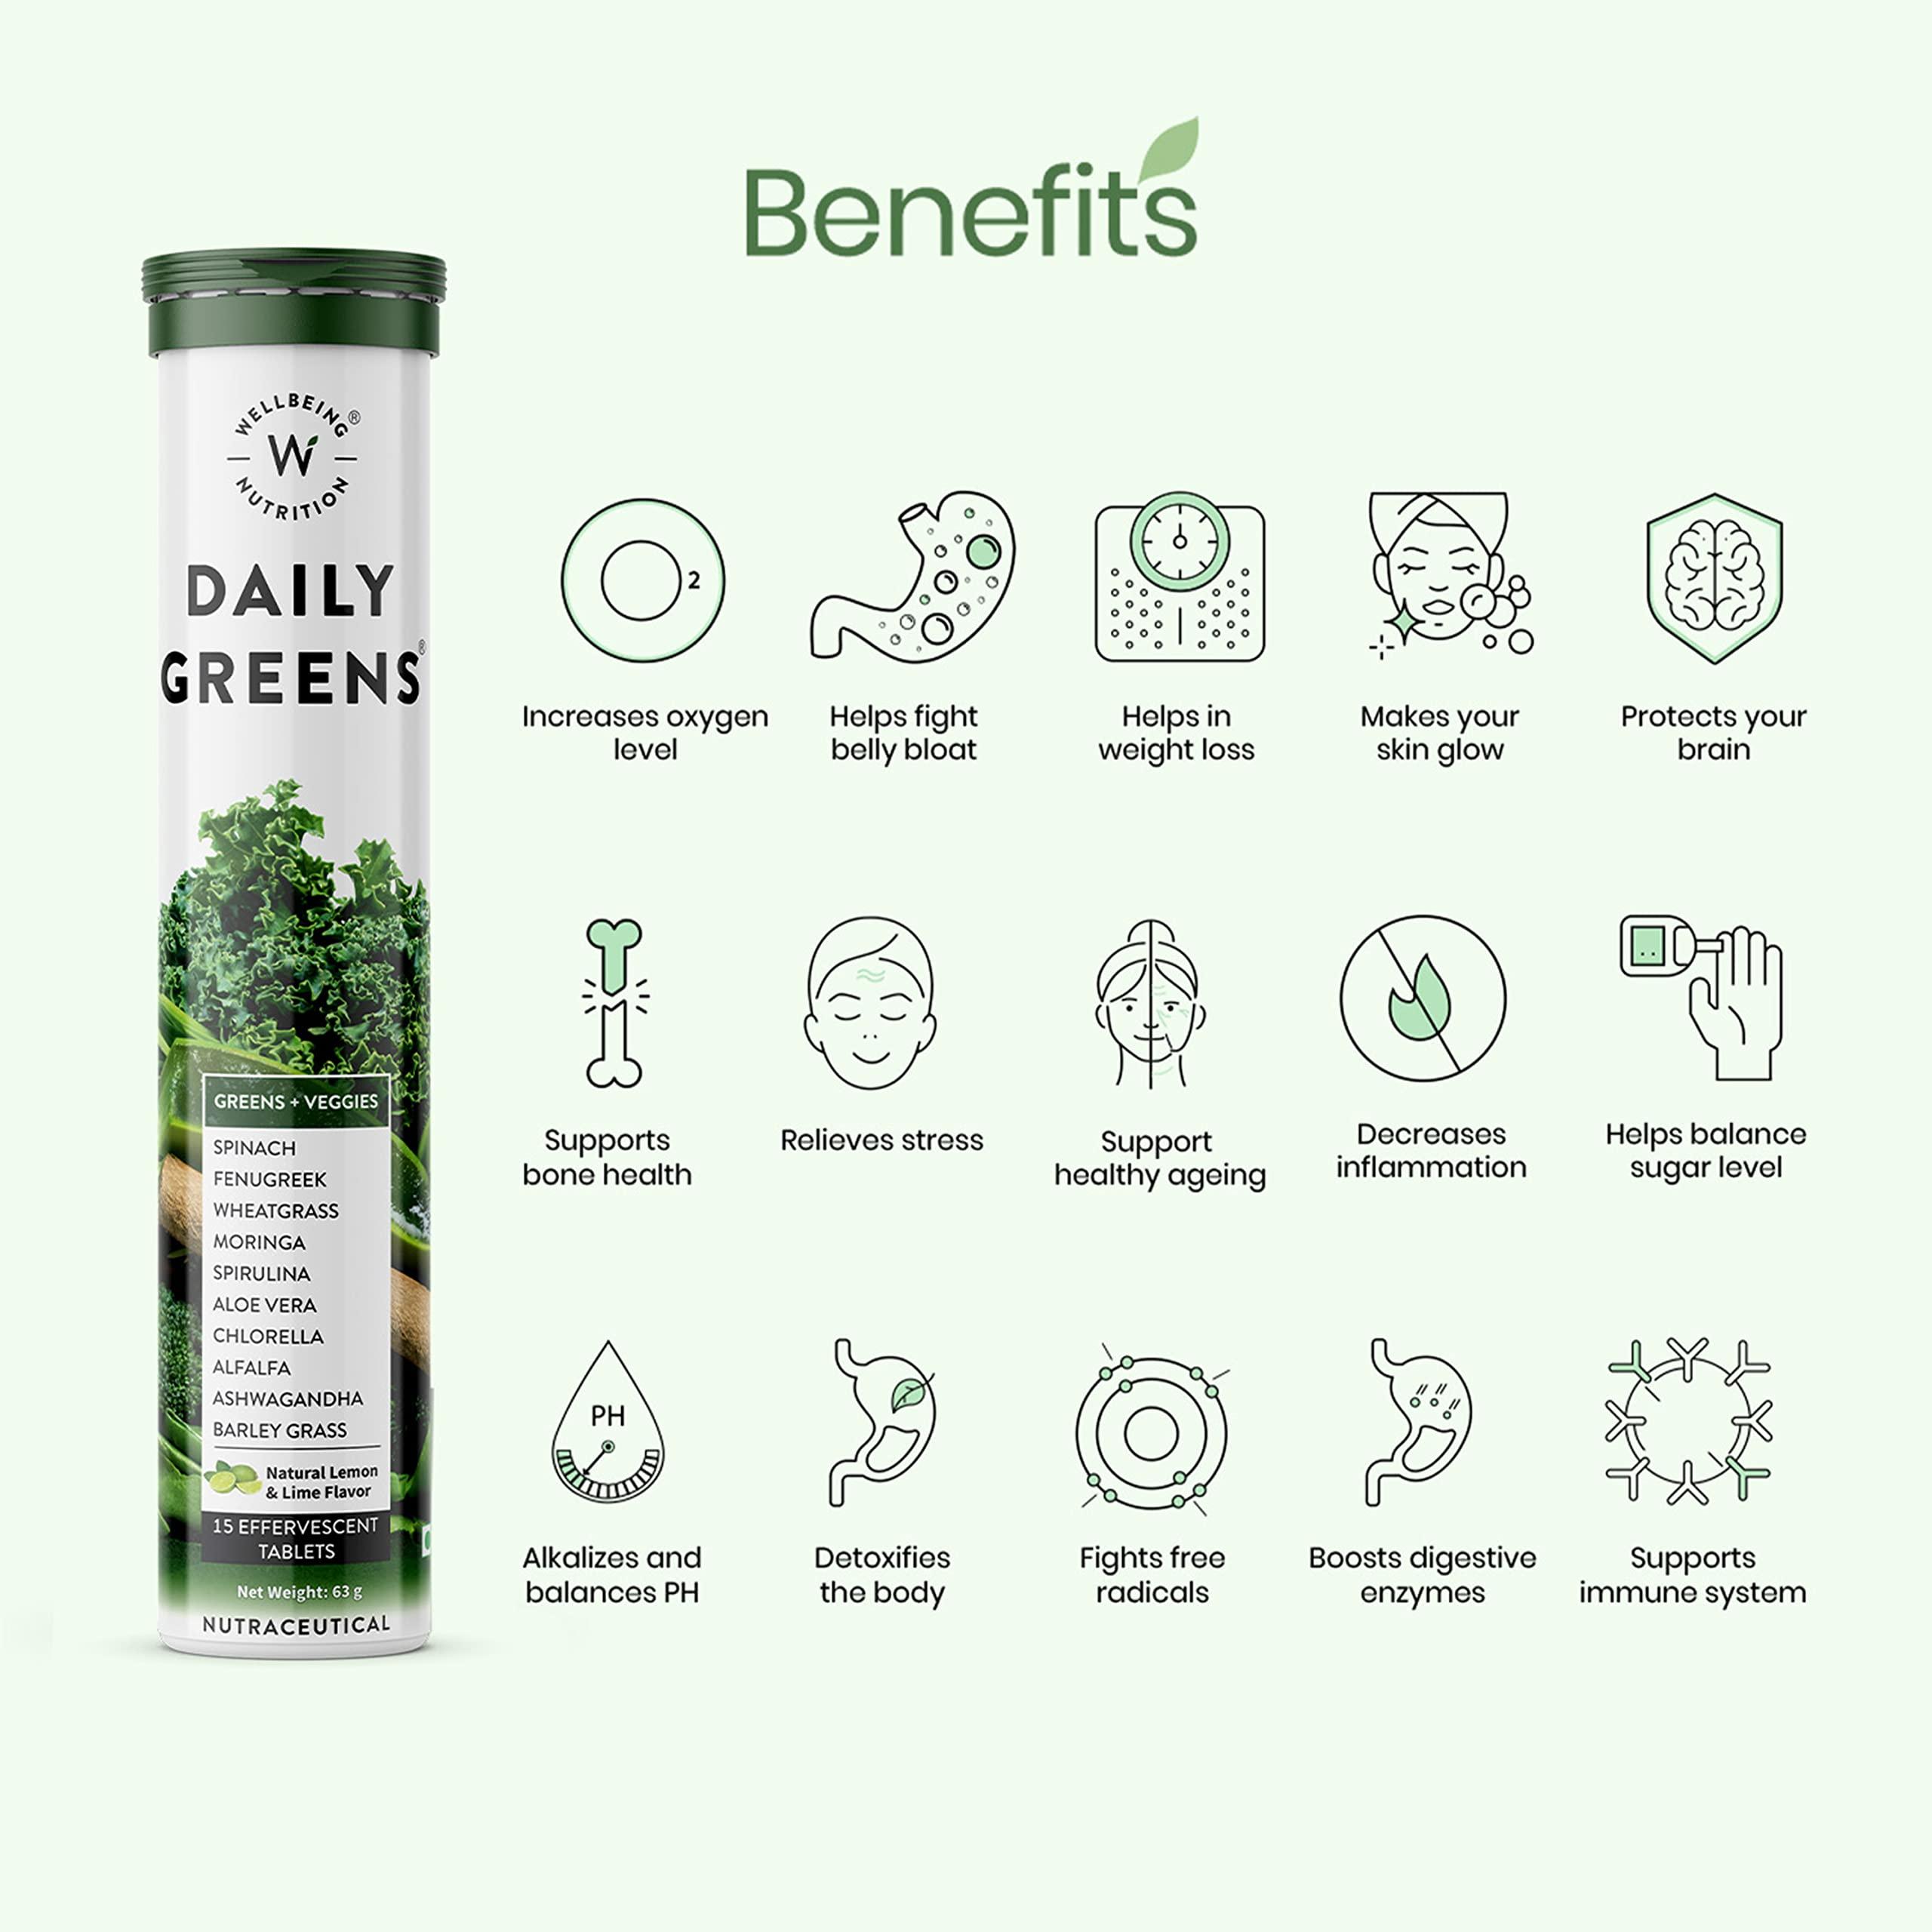 Benefits
WELLBEING®
W
NUTRITION
DAILY
GREENS®
GREENS + VEGGIES
SPINACH
FENUGREEK
WHEATGRASS
MORINGA
SPIRULINA
ALOE VERA
CHLORELLA
ALFALFA
ASHWAGANDHA
BARLEY GRASS
Natural Lemon
& Lime Flavor
15 EFFERVESCENT
TABLETS
Net Weight: 63 g
NUTRACEUTICAL
2
Increases oxygen
level
Helps fight
belly bloat
Helps in
weight loss
Makes your
skin glow
Protects your
brain
Supports
bone health
Relieves stress
Support
healthy ageing
Decreases
inflammation
Helps balance
sugar level
PH
Alkalizes and
balances PH
Detoxifies
the body
Fights free
radicals
Boosts digestive
enzymes
Supports
immune system